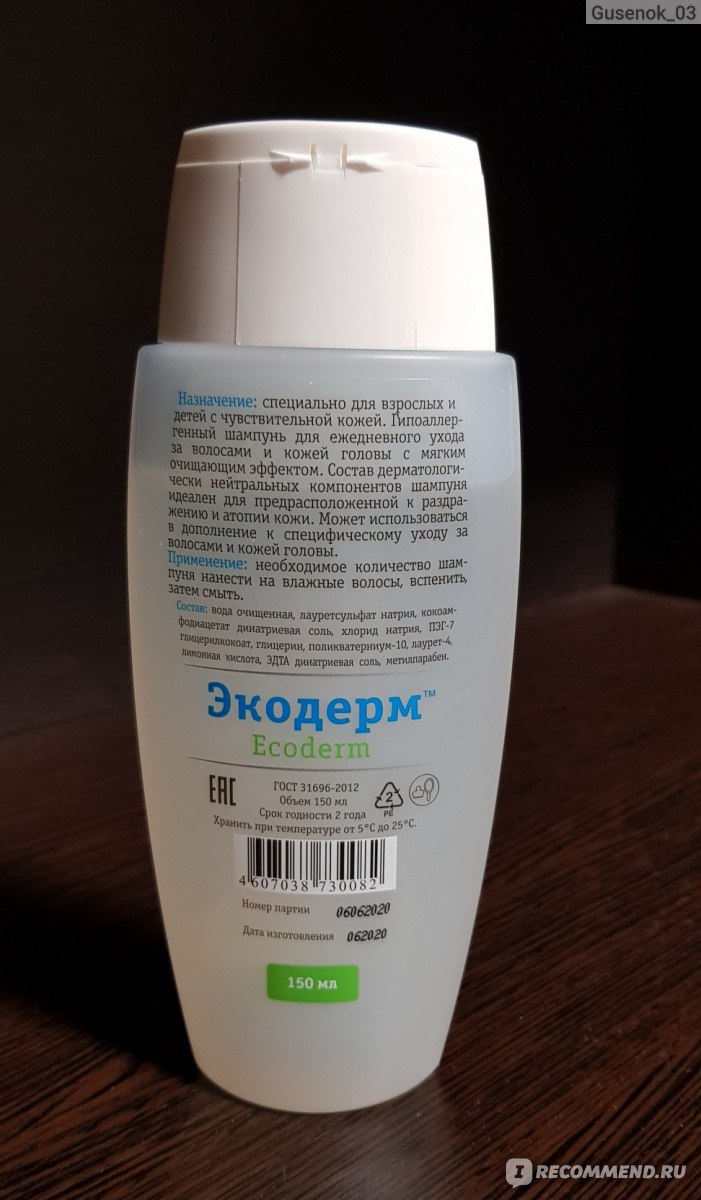 Gusenok_03
Назначение: специально для взрослых и
детей с чувствительной кожей. Гипоаллер-
генный шампунь для ежедневного ухода
за волосами и кожей головы с мягким
очищающим эффектом. Состав дерматологи-
чески нейтральных компонентов шампуня
идеален для предрасположенной к раздра-
жению и атопии кожи. Может использоваться
в дополнение к специфическому уходу за
волосами и кожей головы.
Применение: необходимое количество шам-
пуня нанести на влажные волосы, вспенить,
затем смыть.
Состав: вода очищенная, лауретсульфат натрия, кокоам-
фодиацетат динатриевая соль, хлорид натрия, ПЭГ-7
глицерилкокоат, глицерин, поликватерниум-10, лаурет-4,
лимонная кислота, ЭДТА динатриевая соль, метилпарабен.
Экодерм™
Ecoderm
EAC
ГОСТ 31696-2012
Объем 150 мл
Срок годности 2 года
2
PE
Хранить при температуре от 5°C до 25°C.
4 607038 730082
Номер партии 06062020
Дата изготовления 062020
150 мл
IRECOMMEND.RU